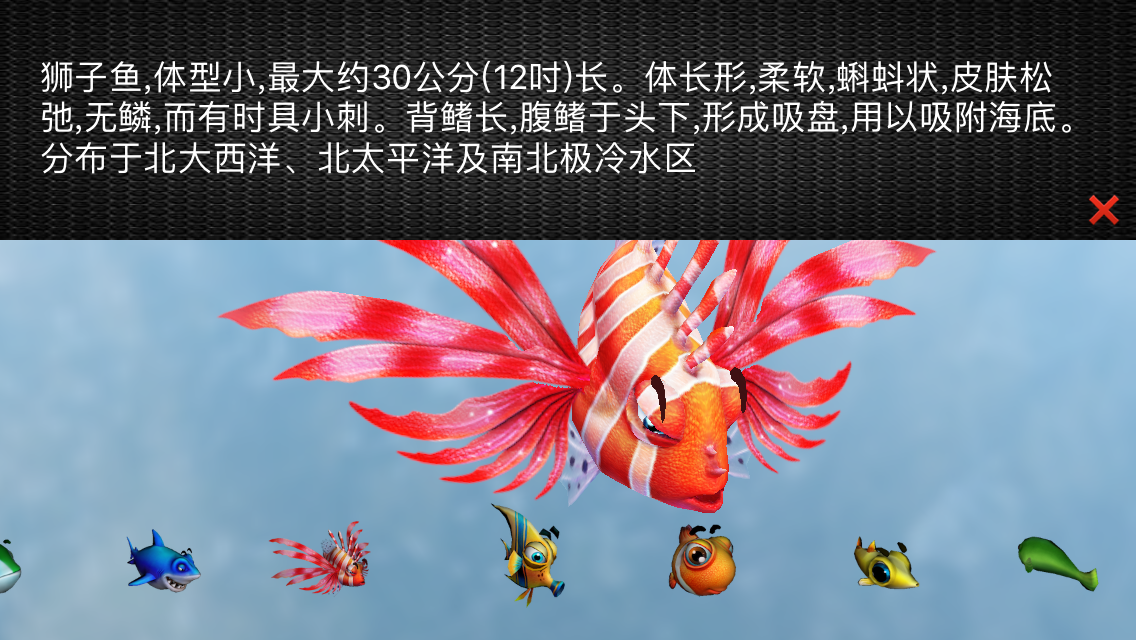 狮子鱼,体型小,最大约30公分(12吋)长。体长形,柔软,蝌蚪状,皮肤松
弛,无鳞,而有时具小刺。背鳍长,腹鳍于头下,形成吸盘,用以吸附海底。
分布于北大西洋、北太平洋及南北极冷水区